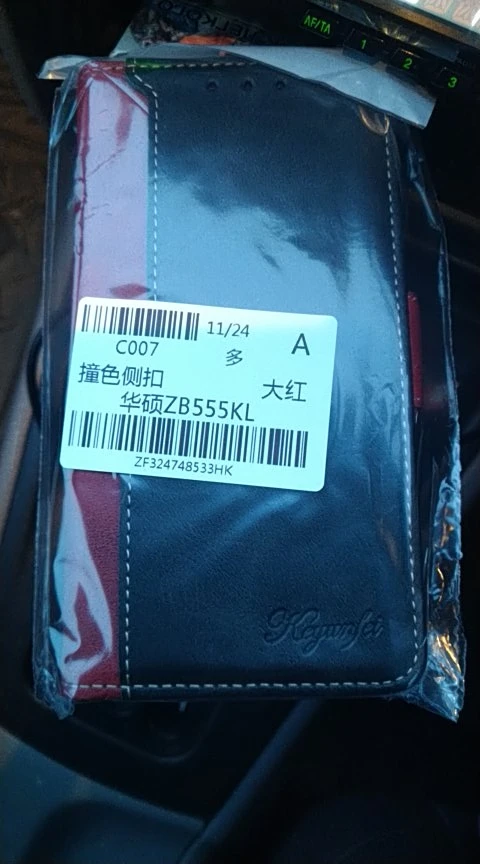 AF/TA
1
2
3
11/24
C007
多
A
撞色侧扣
大红
华硕ZB555KL
ZF324748533HK
Keyunfei